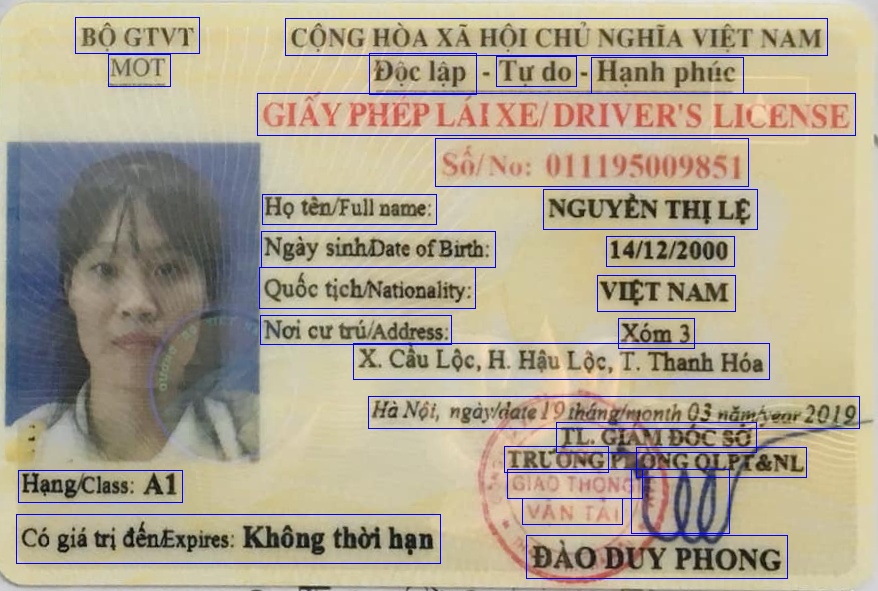 BỘ GTVT
MOT
CỘNG HÒA XÃ HỘI CHỦ NGHĨA VIỆT NAM
Độc lập - Tự do - Hạnh phúc
GIẤY PHÉP LÁI XE/ DRIVER'S LICENSE
Số/No: 011195009851
Họ tên/Full name: NGUYỄN THỊ LỆ
Ngày sinh/Date of Birth: 14/12/2000
Quốc tịch/Nationality: VIỆT NAM
Nơi cư trú/Address: Xóm 3
X. Cầu Lộc, H. Hậu Lộc, T. Thanh Hóa
Hà Nội, ngày/date 19 tháng/month 03 năm/year 2019
TL. GIÁM ĐỐC SỞ
TRƯỞNG PHÒNG QLPT&NL
GIAO THÔNG
VẬN TẢI
ĐÀO DUY PHONG
Hạng/Class: A1
Có giá trị đến/Expires: Không thời hạn